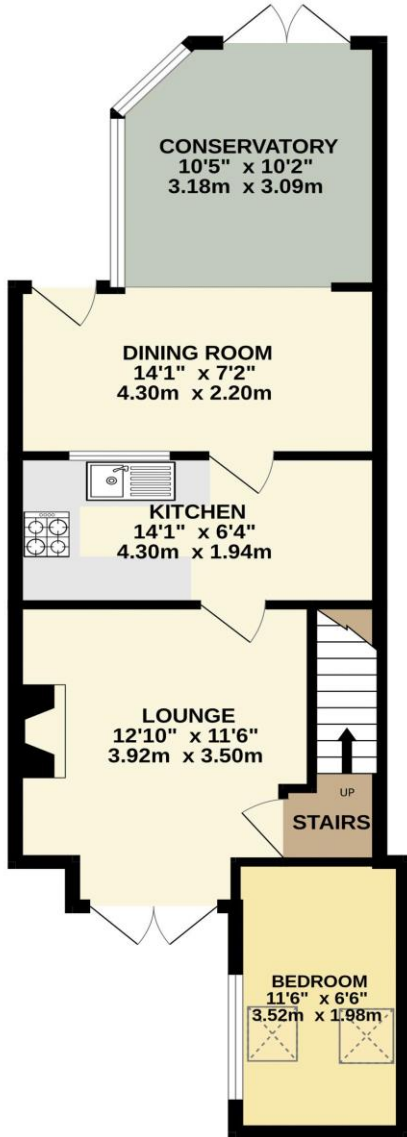 CONSERVATORY
10'5" x 10'2"
3.18m x 3.09m
DINING ROOM
14'1" x 7'2"
4.30m x 2.20m
KITCHEN
14'1" x 6'4"
4.30m x 1.94m
LOUNGE
12'10" x 11'6"
3.92m x 3.50m
UP
STAIRS
BEDROOM
11'6" x 6'6"
3.52m x 1.98m